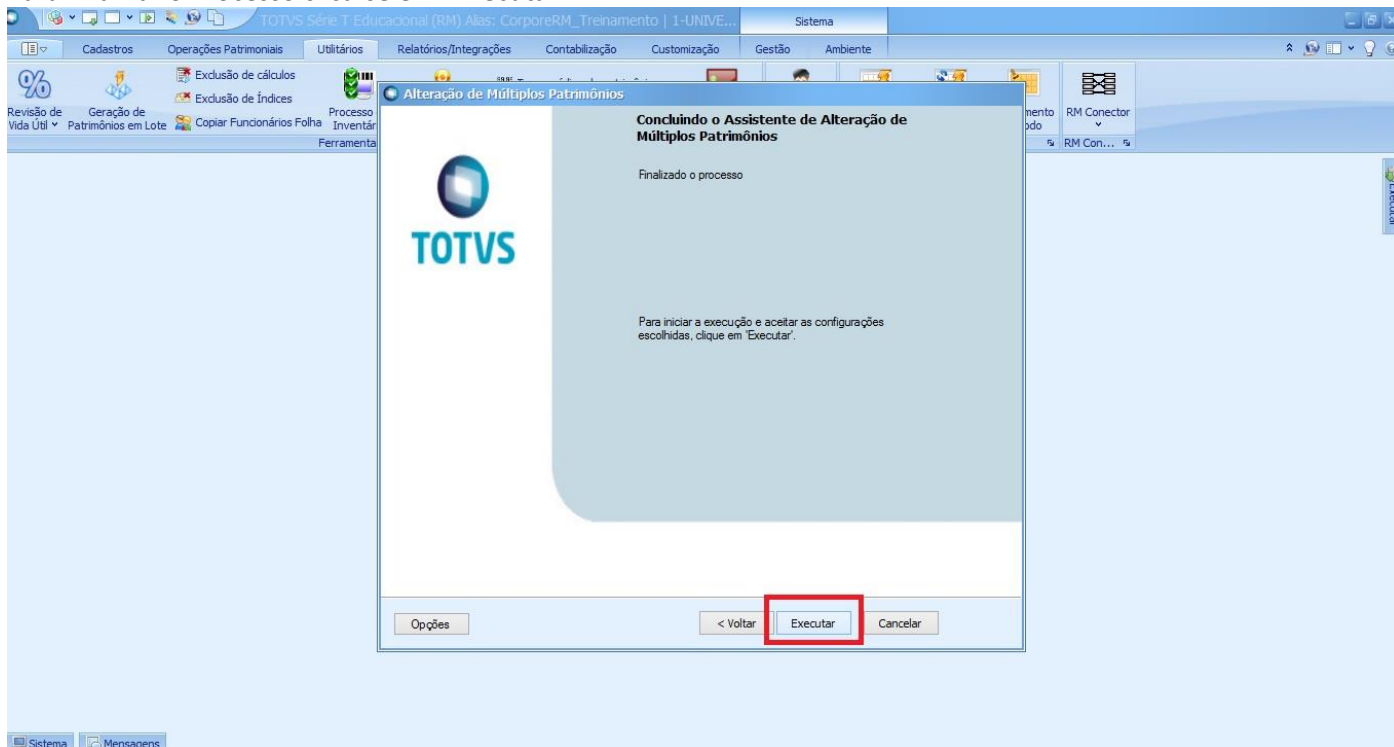 TOTVS Série T Educacional (RM) Alias: CorporeRM_Treinamento | 1-UNIVE...
Sistema
Cadastros
Operações Patrimoniais
Utilitários
Relatórios/Integrações
Contabilização
Customização
Gestão
Ambiente
Revisão de
Vida Útil
Geração de
Patrimônios em Lote
Exclusão de cálculos
Exclusão de Índices
Copiar Funcionários Folha
Processo
RM Conector
RM Con...
Alteração de Múltiplos Patrimônios
Concluindo o Assistente de Alteração de
Múltiplos Patrimônios
Finalizado o processo
TOTVS
Para iniciar a execução e aceitar as configurações
escolhidas, clique em 'Executar'.
Opções
< Voltar
Executar
Cancelar
Executar
Sistema
Mensagens